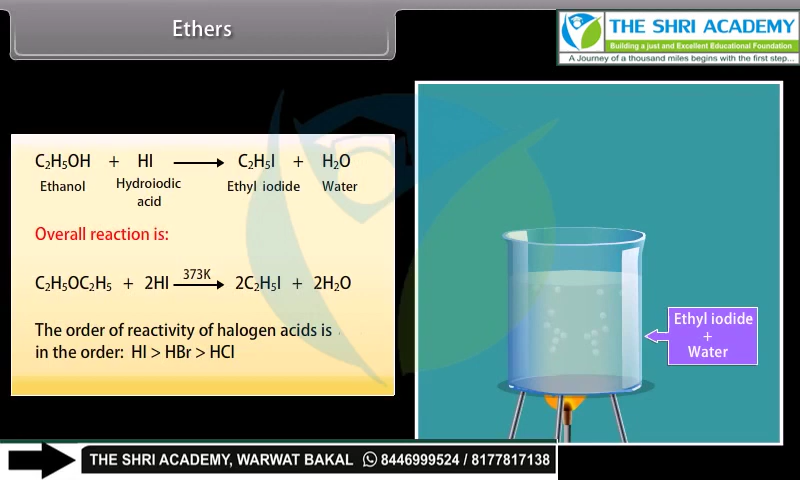 Ethers
THE SHRI ACADEMY
Building a just and Excellent Educational Foundation
A Journey of a thousand miles begins with the first step...
C₂H₅OH + HI ⟶ C₂H₅I + H₂O
Ethanol Hydroiodic acid Ethyl iodide Water
Overall reaction is:
373K
C₂H₅OC₂H₅ + 2HI ⟶ 2C₂H₅I + 2H₂O
The order of reactivity of halogen acids is
in the order: HI > HBr > HCl
Ethyl iodide
+
Water
THE SHRI ACADEMY, WARWAT BAKAL 8446999524 / 8177817138